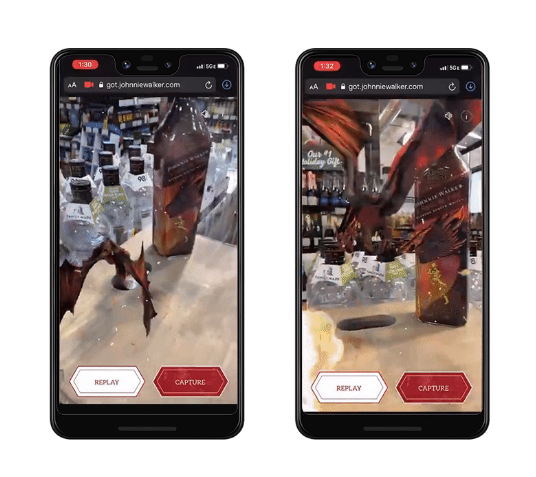 1:30
5G
AA
got.johnniewalker.com
98
JOHNNIE WALKER
REPLAY
CAPTURE
1:32
5G
AA
got.johnniewalker.com
Our #1
Holiday Gift
JOHNNIE WALKER
REPLAY
CAPTURE